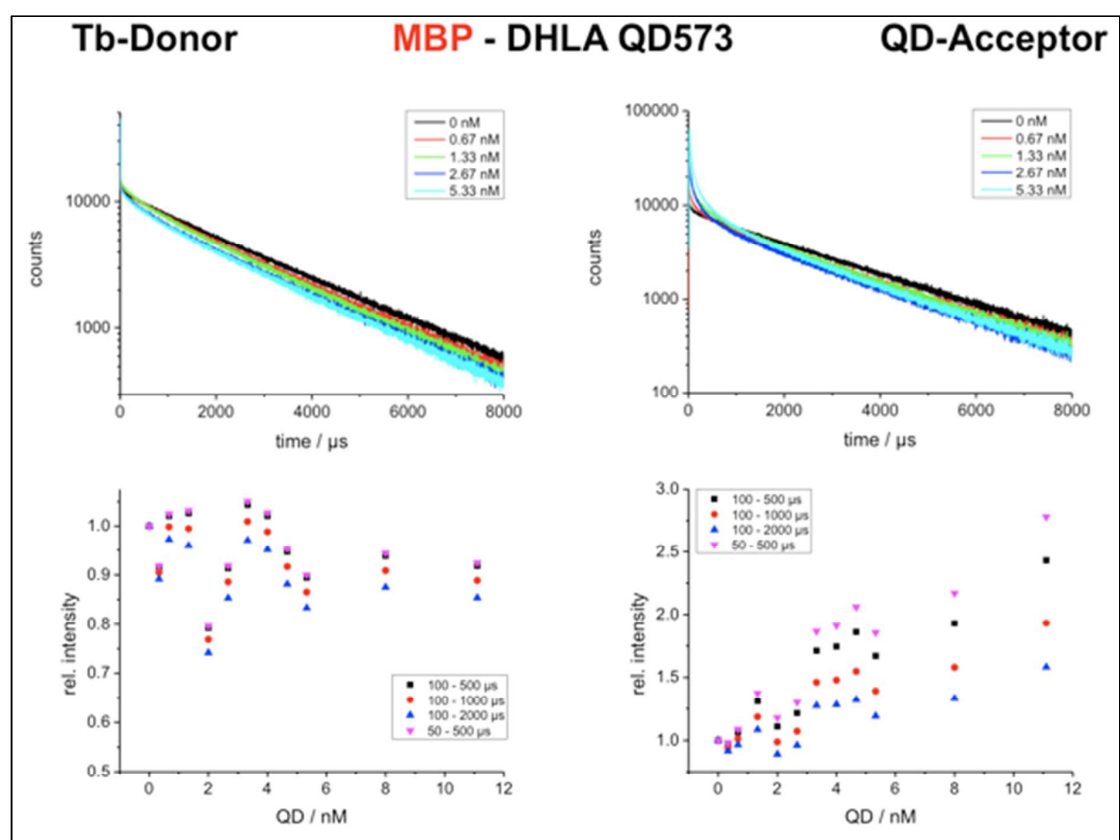 Tb-Donor MBP - DHLA QD573 QD-Acceptor
0 nM
0.67 nM
1.33 nM
2.67 nM
5.33 nM
10000
1000
counts
0 2000 4000 6000 8000
time / µs
0 nM
0.67 nM
1.33 nM
2.67 nM
5.33 nM
100000
10000
1000
100
counts
0 2000 4000 6000 8000
time / µs
1.0
0.9
0.8
0.7
0.6
0.5
rel. intensity
100 - 500 µs
100 - 1000 µs
100 - 2000 µs
50 - 500 µs
0 2 4 6 8 10 12
QD / nM
3.0
2.5
2.0
1.5
1.0
rel. intensity
100 - 500 µs
100 - 1000 µs
100 - 2000 µs
50 - 500 µs
0 2 4 6 8 10 12
QD / nM